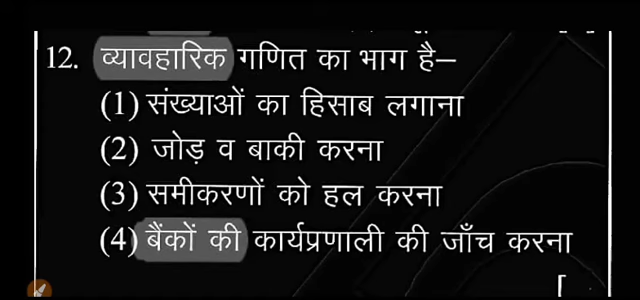 12. व्यावहारिक गणित का भाग है–
(1) संख्याओं का हिसाब लगाना
(2) जोड़ व बाकी करना
(3) समीकरणों को हल करना
(4) बैंकों की कार्यप्रणाली की जाँच करना
[